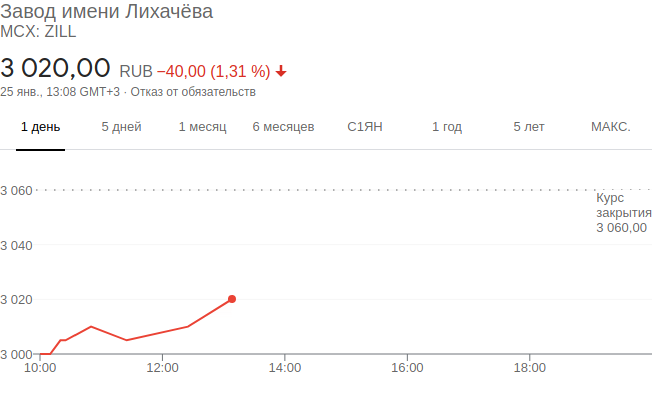 Завод имени Лихачёва
MCX: ZILL
3 020,00 RUB −40,00 (1,31 %)
25 янв., 13:08 GMT+3 · Отказ от обязательств
1 день 5 дней 1 месяц 6 месяцев С1ЯН 1 год 5 лет МАКС.
3 060
Курс
закрытия
3 060,00
3 040
3 020
3 000
10:00 12:00 14:00 16:00 18:00